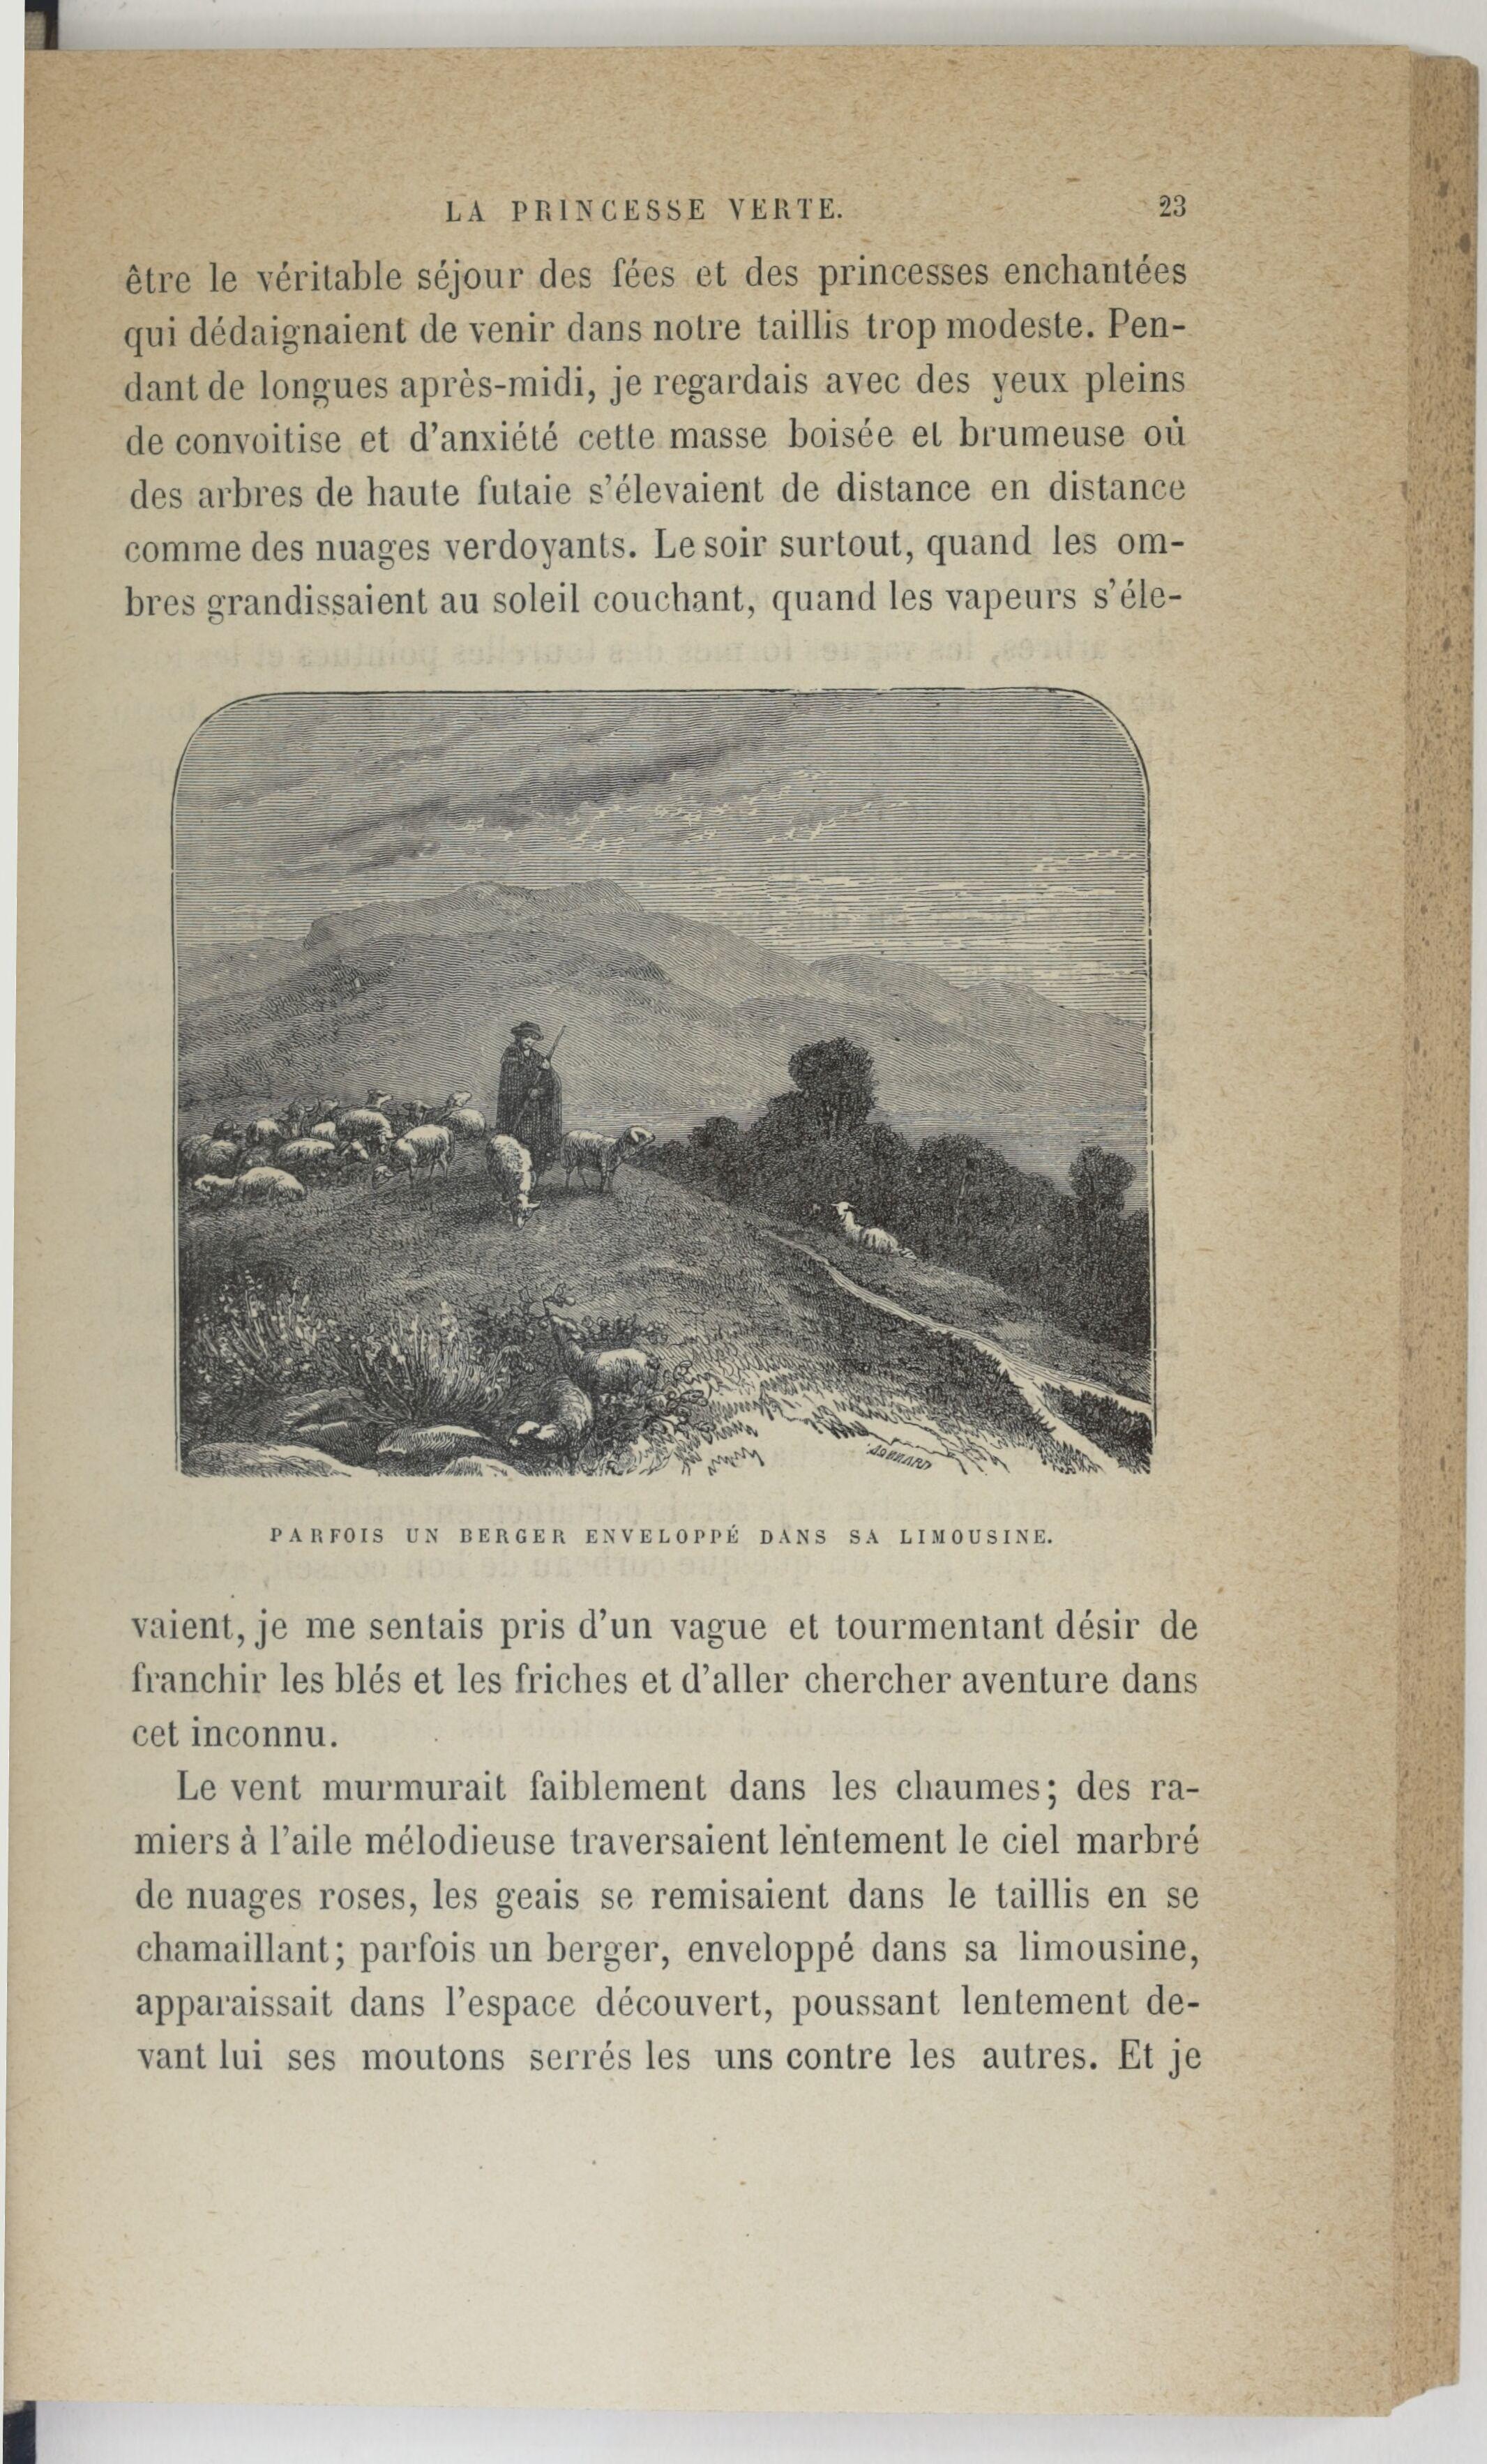 LA PRINCESSE VERTE. 23
être le véritable séjour des fées et des princesses enchantées
qui dédaignaient de venir dans notre taillis trop modeste. Pen-
dant de longues après-midi, je regardais avec des yeux pleins
de convoitise et d'anxiété cette masse boisée et brumeuse où
des arbres de haute futaie s'élevaient de distance en distance
comme des nuages verdoyants. Le soir surtout, quand les om-
bres grandissaient au soleil couchant, quand les vapeurs s'éle-
PARFOIS UN BERGER ENVELOPPÉ DANS SA LIMOUSINE.
vaient, je me sentais pris d'un vague et tourmentant désir de
franchir les blés et les friches et d'aller chercher aventure dans
cet inconnu.
Le vent murmurait faiblement dans les chaumes; des ra-
miers à l'aile mélodieuse traversaient lentement le ciel marbré
de nuages roses, les geais se remisaient dans le taillis en se
chamaillant; parfois un berger, enveloppé dans sa limousine,
apparaissait dans l'espace découvert, poussant lentement de-
vant lui ses moutons serrés les uns contre les autres. Et je